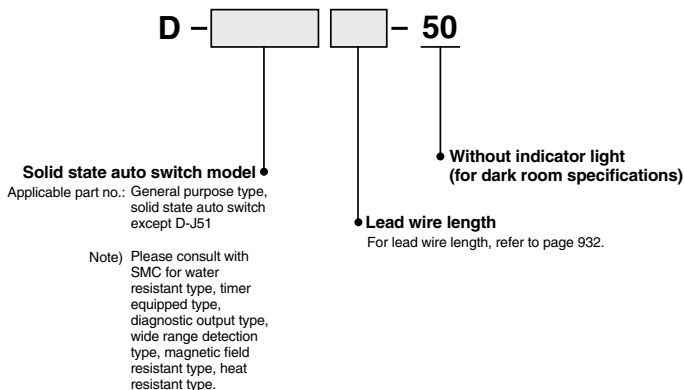 D – – 50
Without indicator light
(for dark room specifications)
Solid state auto switch model
Applicable part no.: General purpose type,
solid state auto switch
except D-J51
Lead wire length
For lead wire length, refer to page 932.
Note) Please consult with
SMC for water
resistant type, timer
equipped type,
diagnostic output type,
wide range detection
type, magnetic field
resistant type, heat
resistant type.